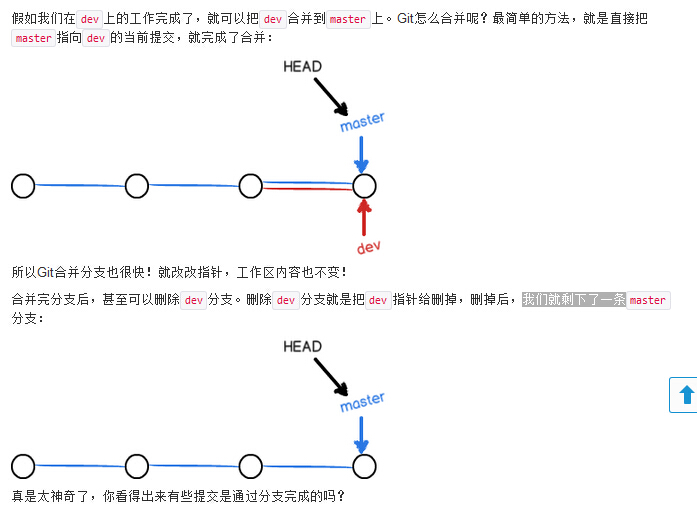 假如我们在dev上的工作完成了，就可以把dev合并到master上。Git怎么合并呢？最简单的方法，就是直接把
master指向dev的当前提交，就完成了合并：
HEAD
master
dev
所以Git合并分支也很快！就改改指针，工作区内容也不变！
合并完分支后，甚至可以删除dev分支。删除dev分支就是把dev指针给删掉，删掉后，我们就剩下了一条master
分支：
HEAD
master
真是太神奇了，你看得出来有些提交是通过分支完成的吗？